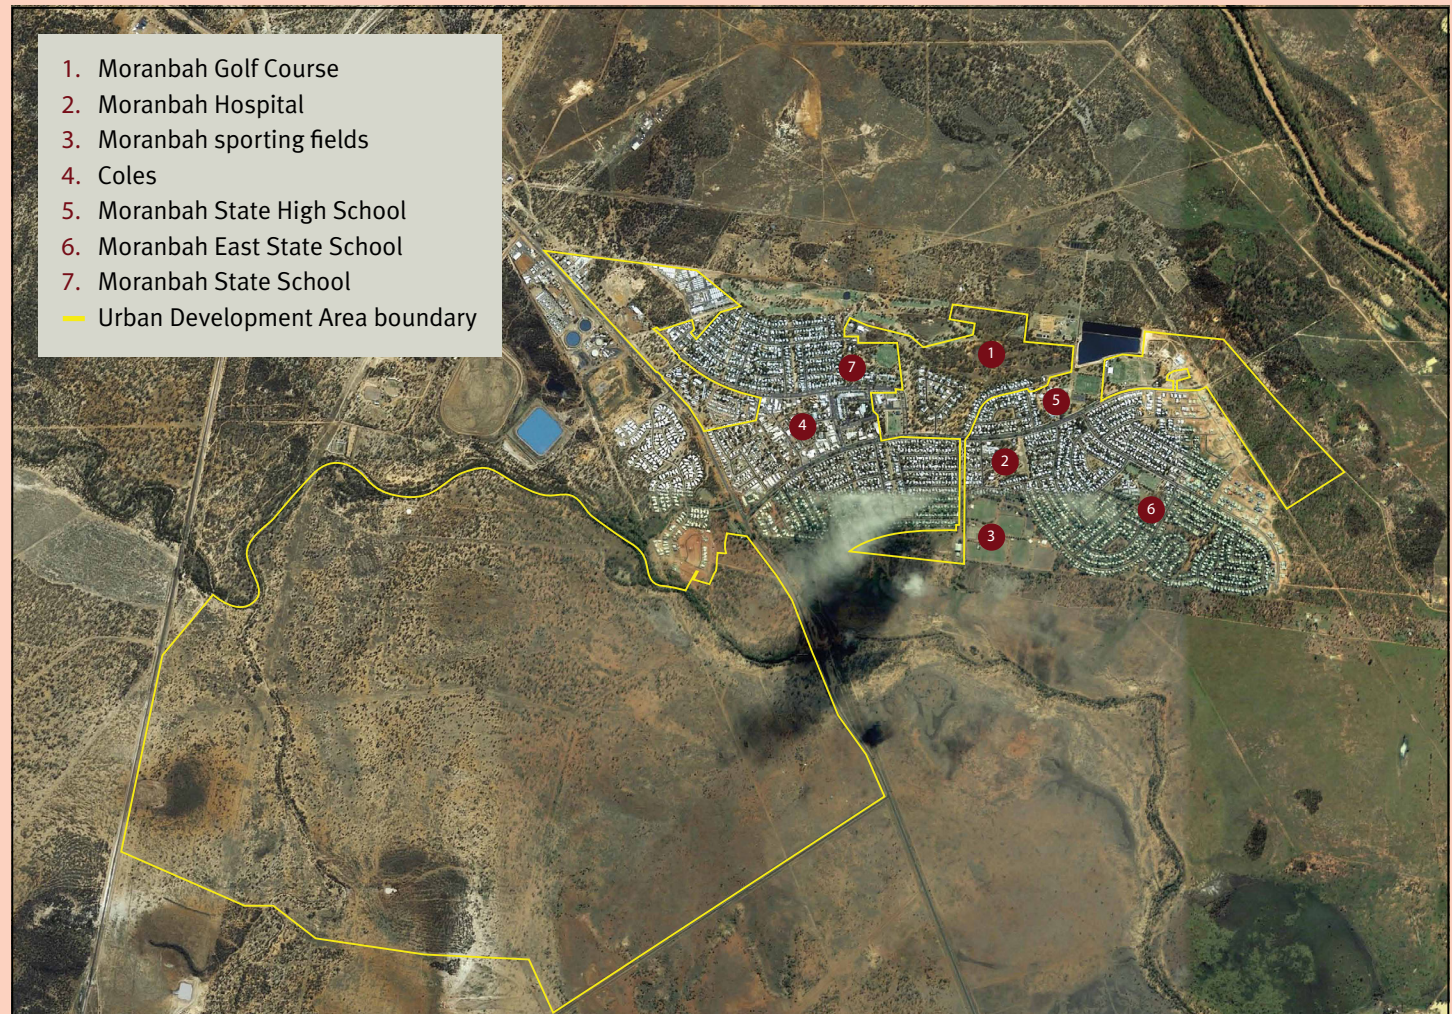 1. Moranbah Golf Course
2. Moranbah Hospital
3. Moranbah sporting fields
4. Coles
5. Moranbah State High School
6. Moranbah East State School
7. Moranbah State School
Urban Development Area boundary
1
7
5
4
2
6
3